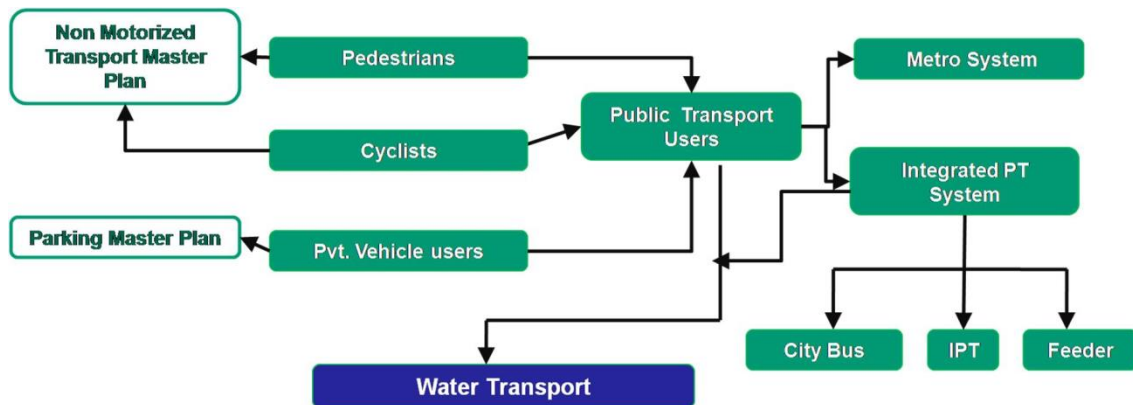 Non Motorized
Transport Master
Plan
Pedestrians
Metro System
Public Transport
Users
Cyclists
Integrated PT
System
Parking Master Plan
Pvt. Vehicle users
City Bus
IPT
Feeder
Water Transport